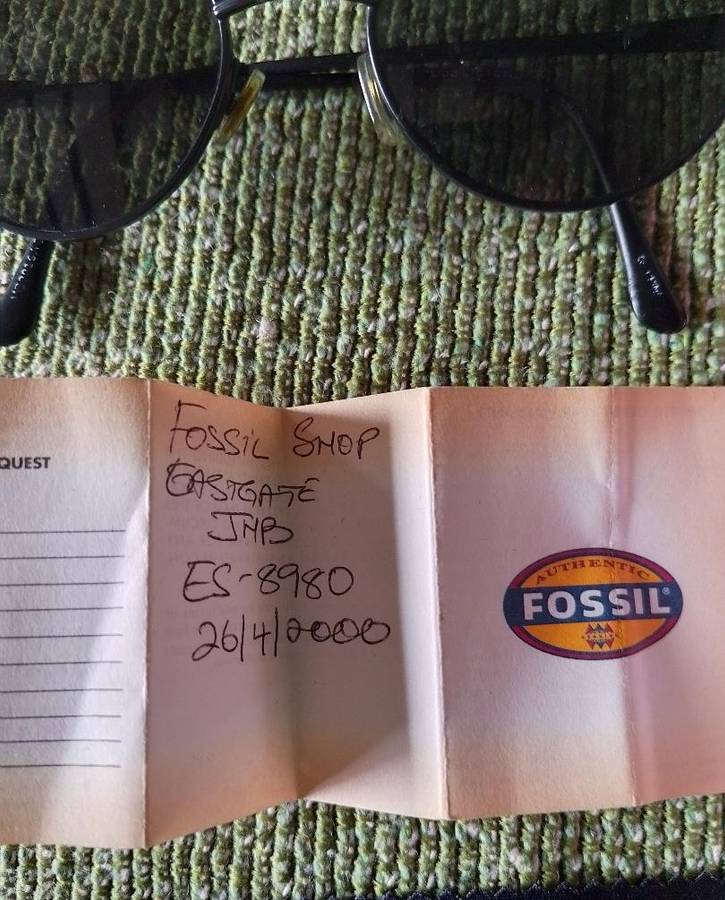 QUEST
FOSSIL SHOP
EASTGATE
JHB
ES-8980
26/4/2000
AUTHENTIC
FOSSIL®